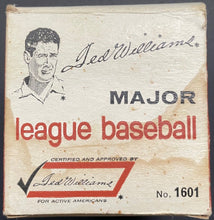 Ted Williams
MAJOR
league baseball
CERTIFIED AND APPROVED BY
Ted Williams
FOR ACTIVE AMERICANS
No. 1601